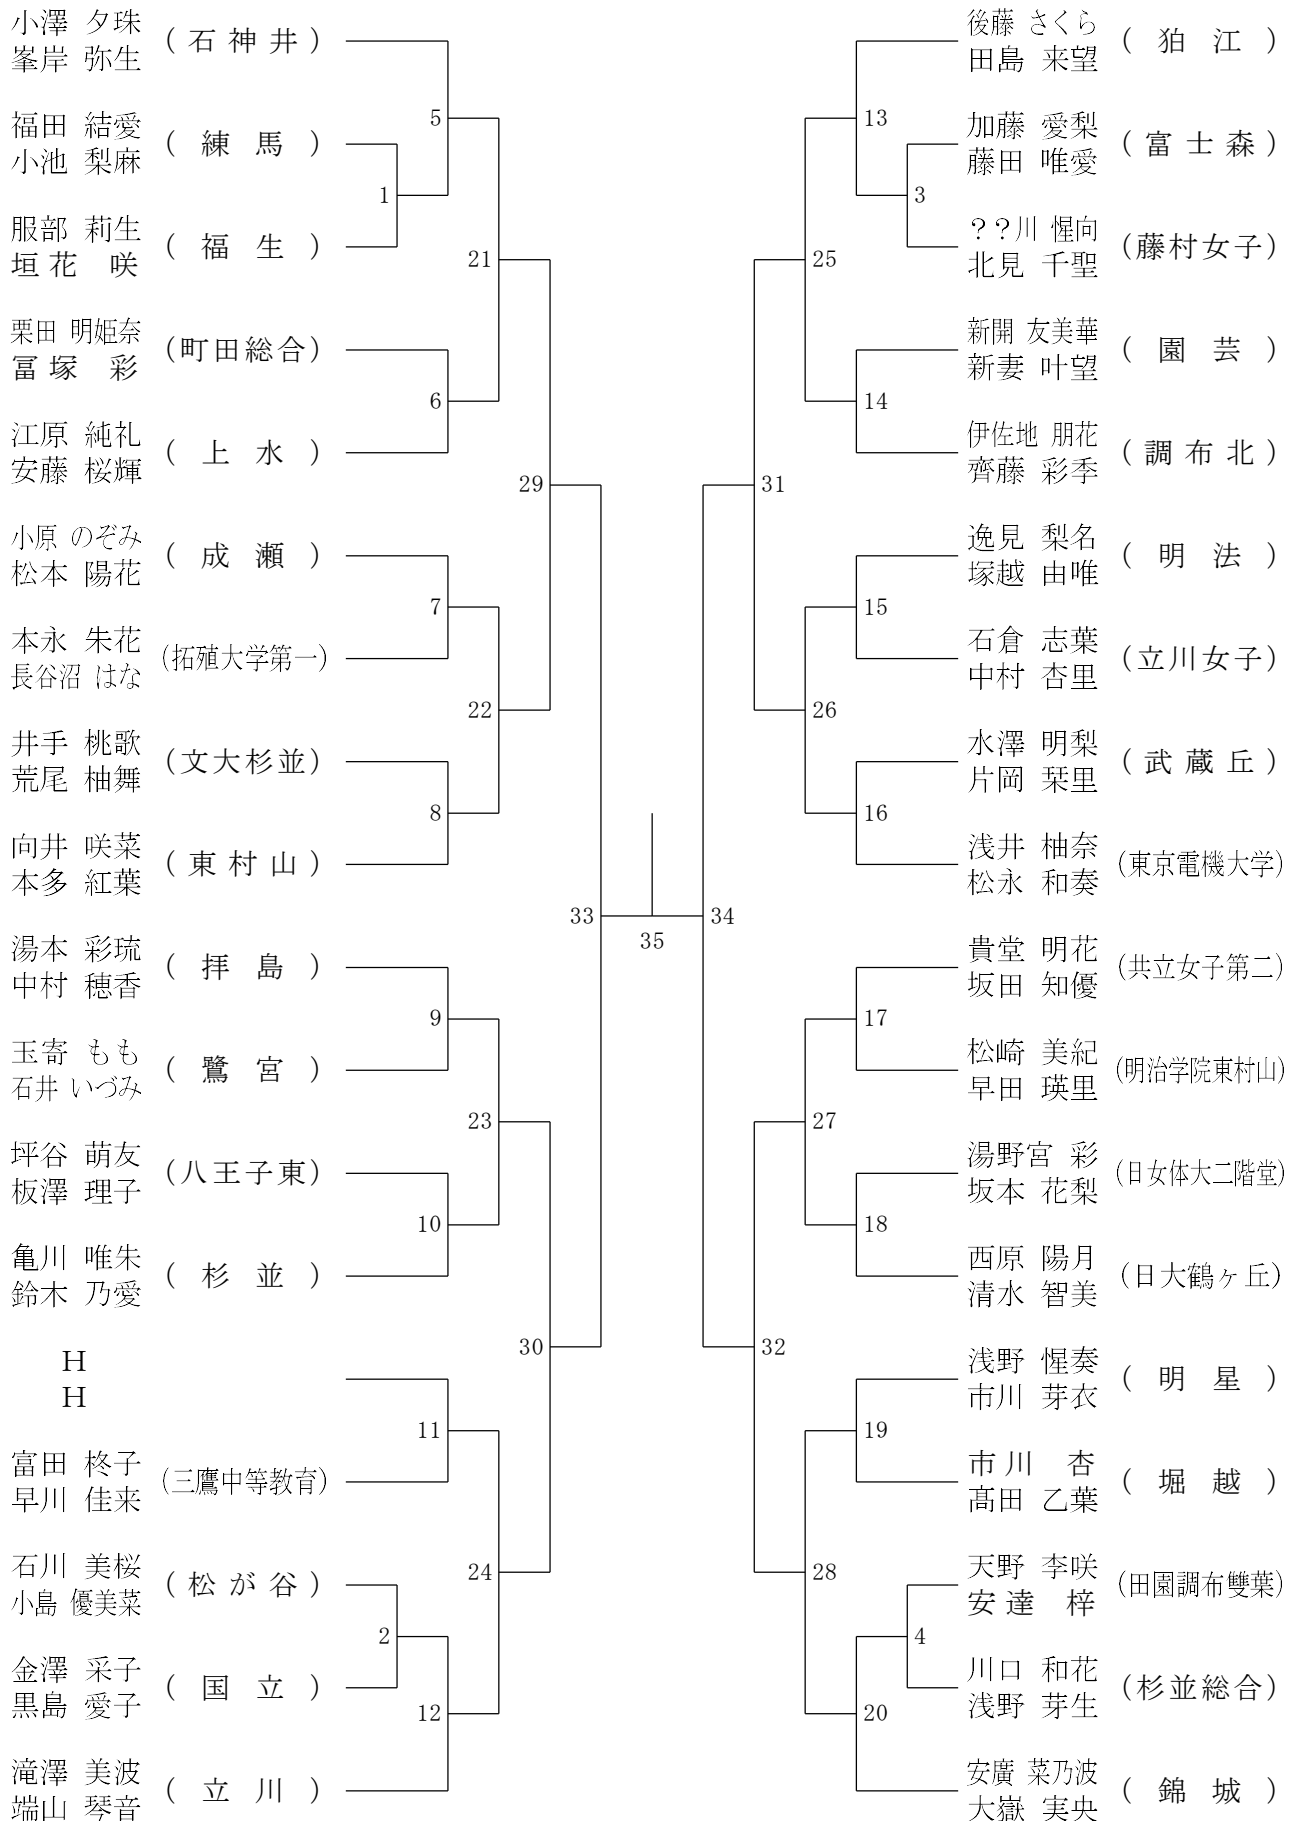 小澤 夕珠
峯岸 弥生
(石神井)
福田 結愛
小池 梨麻
(練馬)
服部 莉生
垣花 咲
(福生)
栗田 明姫奈
冨塚 彩
(町田総合)
江原 純礼
安藤 桜輝
(上水)
小原 のぞみ
松本 陽花
(成瀬)
本永 朱花
長谷沼 はな
(拓殖大学第一)
井手 桃歌
荒尾 柚舞
(文大杉並)
向井 咲菜
本多 紅葉
(東村山)
湯本 彩琉
中村 穂香
(拝島)
玉寄 もも
石井 いづみ
(鷺宮)
坪谷 萌友
板澤 理子
(八王子東)
亀川 唯朱
鈴木 乃愛
(杉並)
H
H
富田 柊子
早川 佳来
(三鷹中等教育)
石川 美桜
小島 優美菜
(松が谷)
金澤 采子
黒島 愛子
(国立)
滝澤 美波
端山 琴音
(立川)
5
1
21
6
29
7
22
8
33
9
23
10
30
11
24
2
12
35
後藤 さくら
田島 来望
(狛江)
加藤 愛梨
藤田 唯愛
(富士森)
??川 惺向
北見 千聖
(藤村女子)
新開 友美華
新妻 叶望
(園芸)
伊佐地 朋花
齊藤 彩季
(調布北)
逸見 梨名
塚越 由唯
(明法)
石倉 志葉
中村 杏里
(立川女子)
水澤 明梨
片岡 栞里
(武蔵丘)
浅井 柚奈
松永 和奏
(東京電機大学)
貴堂 明花
坂田 知優
(共立女子第二)
松崎 美紀
早田 瑛里
(明治学院東村山)
湯野宮 彩
坂本 花梨
(日女体大二階堂)
西原 陽月
清水 智美
(日大鶴ヶ丘)
浅野 惺奏
市川 芽衣
(明星)
市川 杏
髙田 乙葉
(堀越)
天野 李咲
安達 梓
(田園調布雙葉)
川口 和花
浅野 芽生
(杉並総合)
安廣 菜乃波
大嶽 実央
(錦城)
13
3
25
14
31
15
26
16
34
17
27
18
32
19
28
4
20